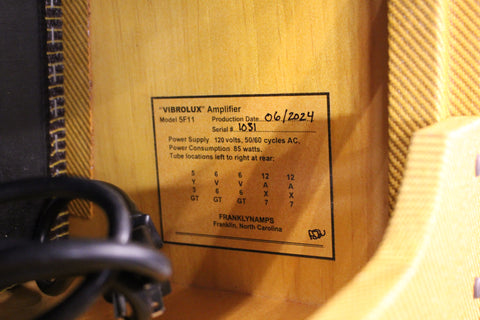 "VIBROLUX" Amplifier
Model 5F11 Production Date 06/2024
Serial # 1031
Power Supply 120 volts, 50/60 cycles AC,
Power Consumption 85 watts.
Tube locations left to right at rear:
5 6 6 12 12
Y V V A A
3 6 6 X X
GT GT GT 7 7
FRANKLYNAMPS
Franklin, North Carolina